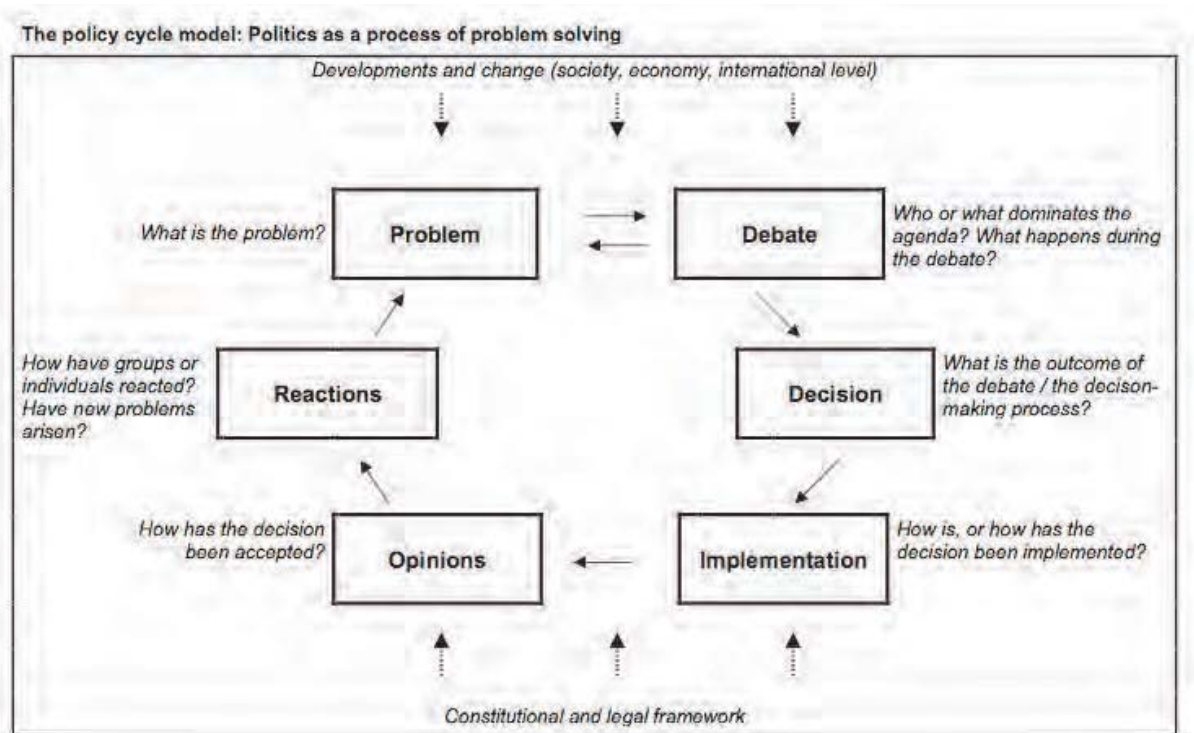 The policy cycle model: Politics as a process of problem solving
Developments and change (society, economy, international level)
What is the problem?
Problem
Debate
Who or what dominates the
agenda? What happens during
the debate?
How have groups or
individuals reacted?
Have new problems
arisen?
Reactions
Decision
What is the outcome of
the debate / the decison-
making process?
How has the decision
been accepted?
Opinions
Implementation
How is, or how has the
decision been implemented?
Constitutional and legal framework